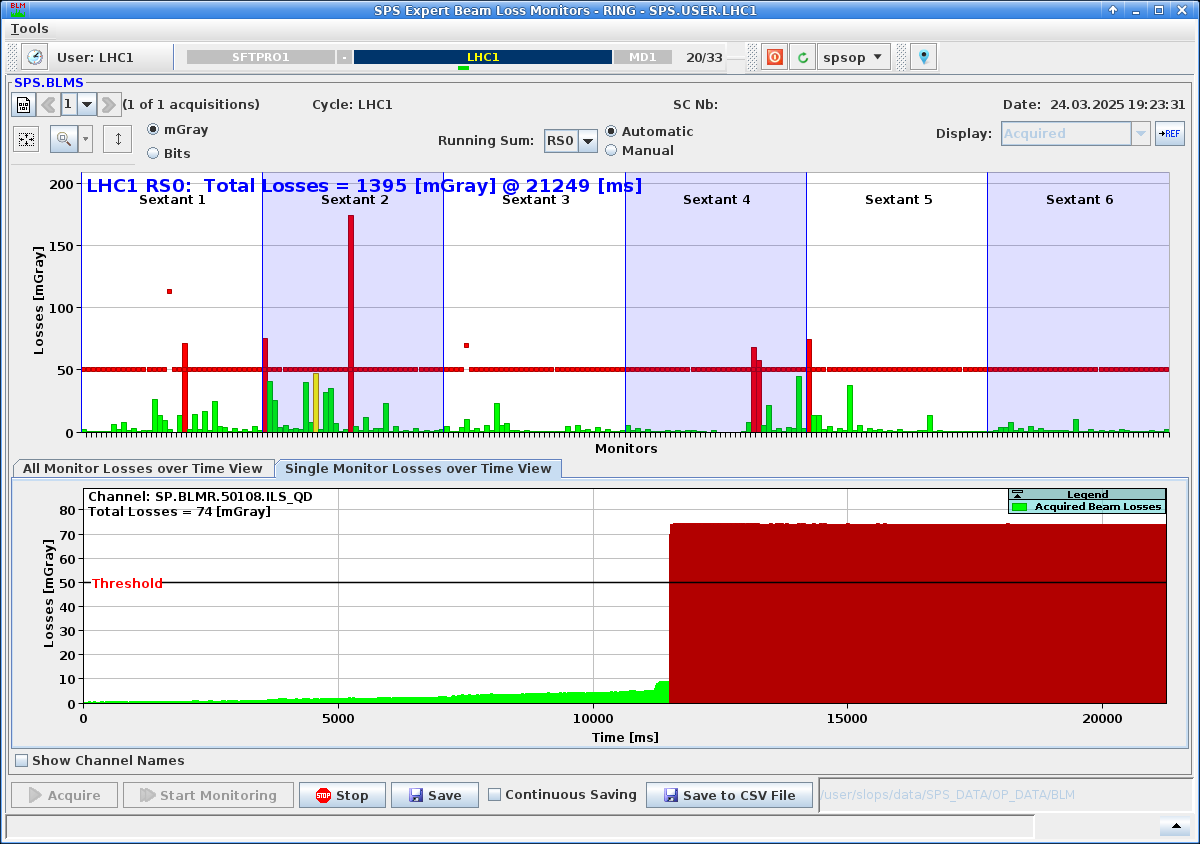 BLM
SPS Expert Beam Loss Monitors - RING - SPS.USER.LHC1
Tools
User: LHC1
SFTPRO1
-
LHC1
MD1
20/33
spsop
SPS.BLMS
1
(1 of 1 acquisitions)
Cycle: LHC1
SC Nb:
Date: 24.03.2025 19:23:31
mGray
Bits
Running Sum:
RS0
Automatic
Manual
Display:
Acquired
REF
LHC1 RS0: Total Losses = 1395 [mGray] @ 21249 [ms]
Sextant 1
Sextant 2
Sextant 3
Sextant 4
Sextant 5
Sextant 6
200
150
100
50
0
Losses [mGray]
Monitors
All Monitor Losses over Time View
Single Monitor Losses over Time View
Channel: SP.BLMR.50108.ILS_QD
Total Losses = 74 [mGray]
Legend
Acquired Beam Losses
80
70
60
50
40
30
20
10
0
Losses [mGray]
Threshold
0
5000
10000
15000
20000
Time [ms]
Show Channel Names
Acquire
Start Monitoring
STOP
Stop
Save
Continuous Saving
Save to CSV File
/user/slops/data/SPS_DATA/OP_DATA/BLM